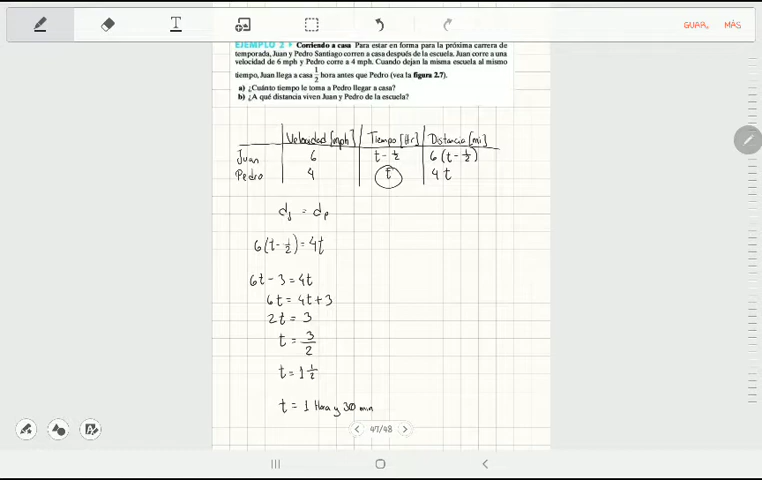 GUAR. MÁS
EJEMPLO 2 Corriendo a casa Para estar en forma para la próxima carrera de
temporada, Juan y Pedro Santiago corren a casa después de la escuela. Juan corre a una
velocidad de 6 mph y Pedro corre a 4 mph. Cuando dejan la misma escuela al mismo
tiempo, Juan llega a casa 1/2 hora antes que Pedro (vea la figura 2.7).
a) ¿Cuánto tiempo le toma a Pedro llegar a casa?
b) ¿A qué distancia viven Juan y Pedro de la escuela?
Velocidad [mph] Tiempo [Hr] Distancia [mi]
Juan 6 t - 1/2 6(t - 1/2)
Pedro 4 t 4t
dJ = dP
6(t - 1/2) = 4t
6t - 3 = 4t
6t = 4t + 3
2t = 3
t = 3/2
t = 1 1/2
t = 1 Hora y 30 min
47/48